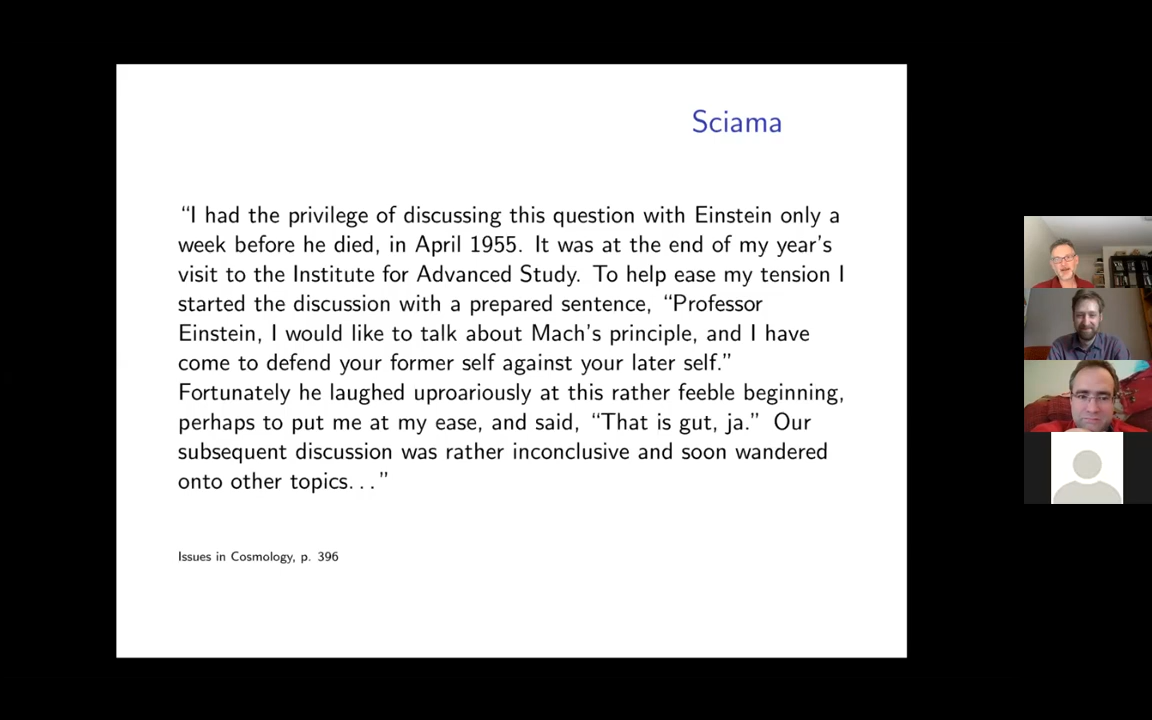 Sciama
“I had the privilege of discussing this question with Einstein only a
week before he died, in April 1955. It was at the end of my year’s
visit to the Institute for Advanced Study. To help ease my tension I
started the discussion with a prepared sentence, “Professor
Einstein, I would like to talk about Mach’s principle, and I have
come to defend your former self against your later self.”
Fortunately he laughed uproariously at this rather feeble beginning,
perhaps to put me at my ease, and said, “That is gut, ja.” Our
subsequent discussion was rather inconclusive and soon wandered
onto other topics. . . ”
Issues in Cosmology, p. 396